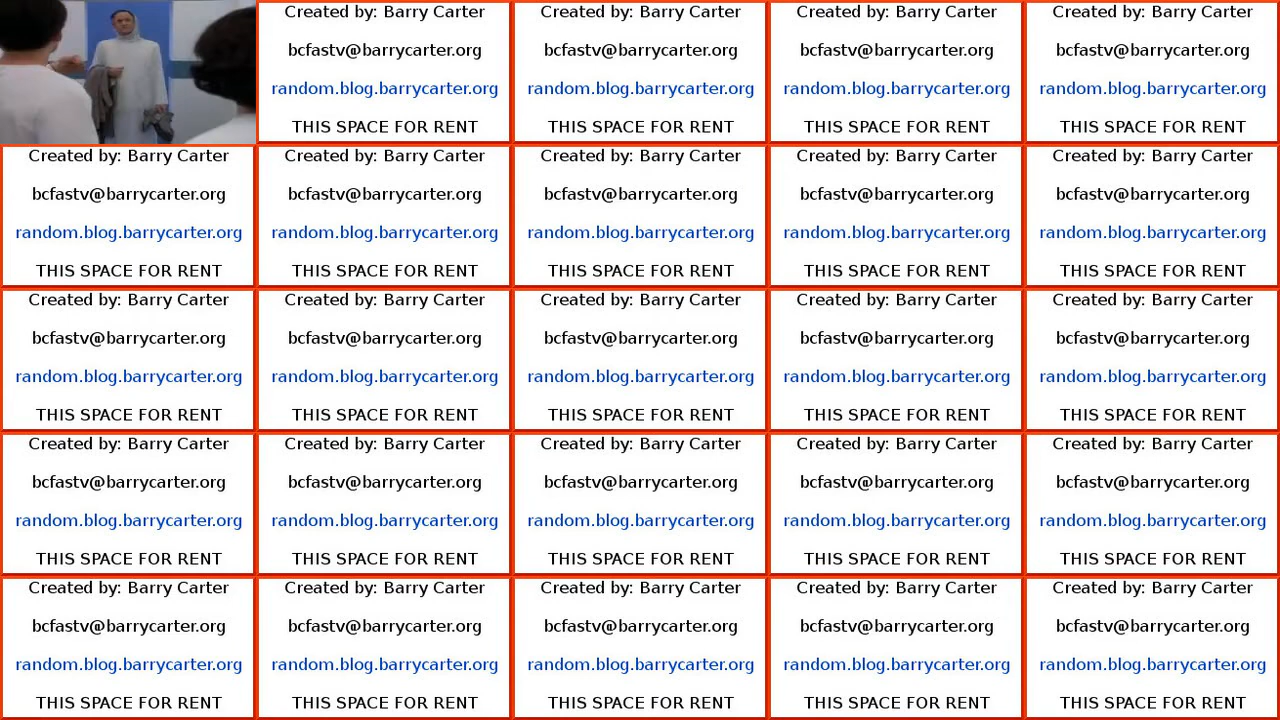 Created by: Barry Carter
bcfastv@barrycarter.org
random.blog.barrycarter.org
THIS SPACE FOR RENT
Created by: Barry Carter
bcfastv@barrycarter.org
random.blog.barrycarter.org
THIS SPACE FOR RENT
Created by: Barry Carter
bcfastv@barrycarter.org
random.blog.barrycarter.org
THIS SPACE FOR RENT
Created by: Barry Carter
bcfastv@barrycarter.org
random.blog.barrycarter.org
THIS SPACE FOR RENT
Created by: Barry Carter
bcfastv@barrycarter.org
random.blog.barrycarter.org
THIS SPACE FOR RENT
Created by: Barry Carter
bcfastv@barrycarter.org
random.blog.barrycarter.org
THIS SPACE FOR RENT
Created by: Barry Carter
bcfastv@barrycarter.org
random.blog.barrycarter.org
THIS SPACE FOR RENT
Created by: Barry Carter
bcfastv@barrycarter.org
random.blog.barrycarter.org
THIS SPACE FOR RENT
Created by: Barry Carter
bcfastv@barrycarter.org
random.blog.barrycarter.org
THIS SPACE FOR RENT
Created by: Barry Carter
bcfastv@barrycarter.org
random.blog.barrycarter.org
THIS SPACE FOR RENT
Created by: Barry Carter
bcfastv@barrycarter.org
random.blog.barrycarter.org
THIS SPACE FOR RENT
Created by: Barry Carter
bcfastv@barrycarter.org
random.blog.barrycarter.org
THIS SPACE FOR RENT
Created by: Barry Carter
bcfastv@barrycarter.org
random.blog.barrycarter.org
THIS SPACE FOR RENT
Created by: Barry Carter
bcfastv@barrycarter.org
random.blog.barrycarter.org
THIS SPACE FOR RENT
Created by: Barry Carter
bcfastv@barrycarter.org
random.blog.barrycarter.org
THIS SPACE FOR RENT
Created by: Barry Carter
bcfastv@barrycarter.org
random.blog.barrycarter.org
THIS SPACE FOR RENT
Created by: Barry Carter
bcfastv@barrycarter.org
random.blog.barrycarter.org
THIS SPACE FOR RENT
Created by: Barry Carter
bcfastv@barrycarter.org
random.blog.barrycarter.org
THIS SPACE FOR RENT
Created by: Barry Carter
bcfastv@barrycarter.org
random.blog.barrycarter.org
THIS SPACE FOR RENT
Created by: Barry Carter
bcfastv@barrycarter.org
random.blog.barrycarter.org
THIS SPACE FOR RENT
Created by: Barry Carter
bcfastv@barrycarter.org
random.blog.barrycarter.org
THIS SPACE FOR RENT
Created by: Barry Carter
bcfastv@barrycarter.org
random.blog.barrycarter.org
THIS SPACE FOR RENT
Created by: Barry Carter
bcfastv@barrycarter.org
random.blog.barrycarter.org
THIS SPACE FOR RENT
Created by: Barry Carter
bcfastv@barrycarter.org
random.blog.barrycarter.org
THIS SPACE FOR RENT